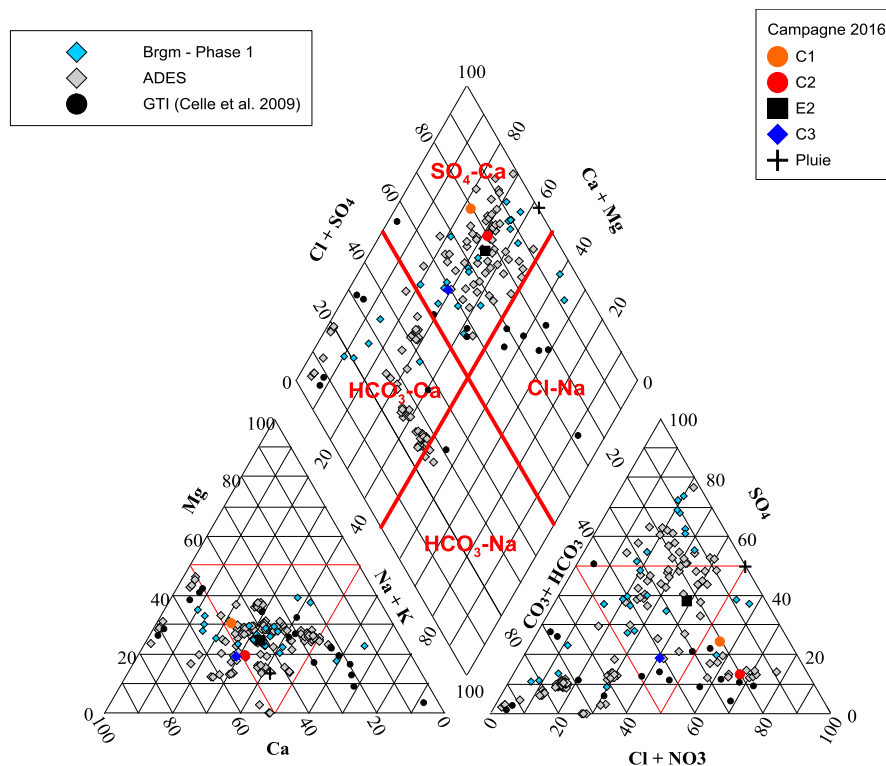 Brgm - Phase 1
ADES
GTI (Celle et al. 2009)
Campagne 2016
C1
C2
E2
C3
Pluie
100
80
80
SO4-Ca
60
60
Cl + SO4
Ca + Mg
40
40
20
20
0
0
HCO3-Ca
Cl-Na
20
20
40
40
HCO3-Na
80
80
100
100
80
Mg
60
40
Na + K
20
0
100
60
40
20
0
Ca
100
80
SO4
60
40
CO3+ HCO3
20
0
0
20
40
60
80
100
Cl + NO3